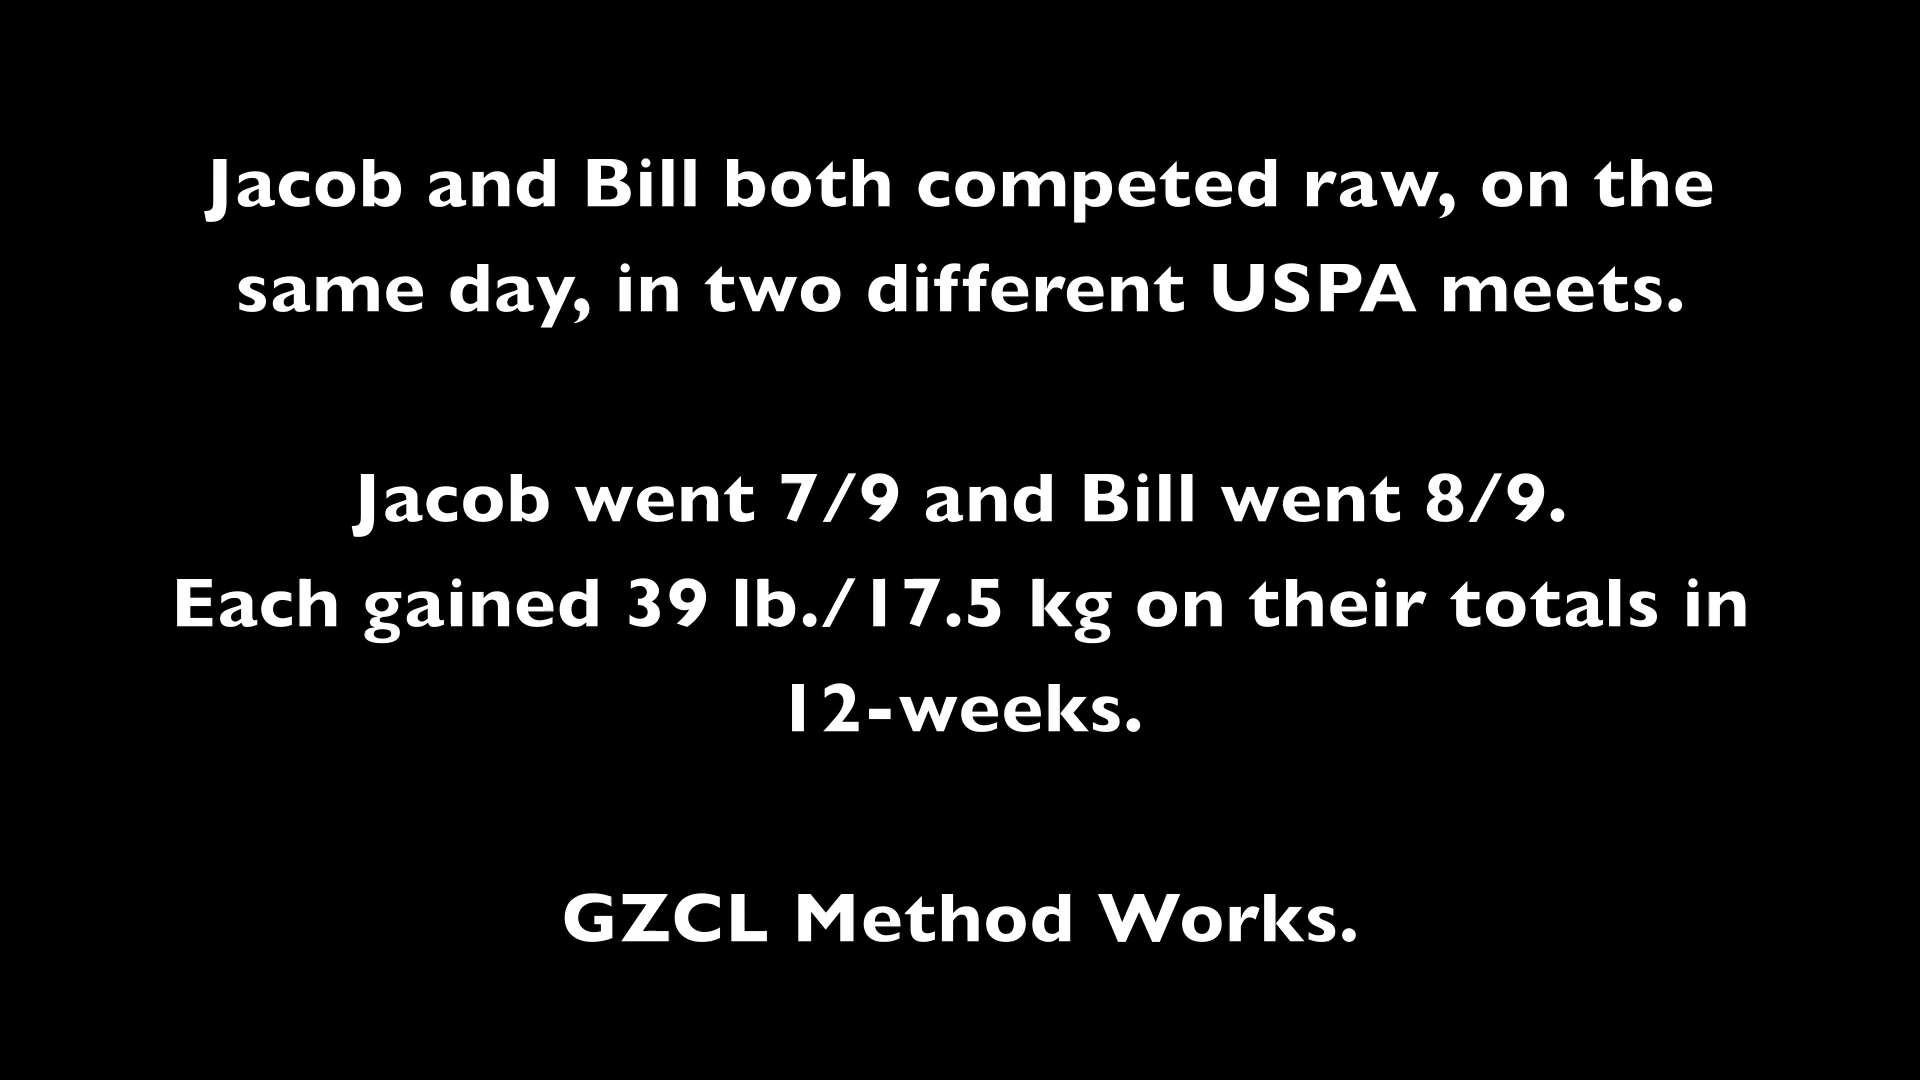 Jacob and Bill both competed raw, on the
same day, in two different USPA meets.
Jacob went 7/9 and Bill went 8/9.
Each gained 39 lb./17.5 kg on their totals in
12-weeks.
GZCL Method Works.